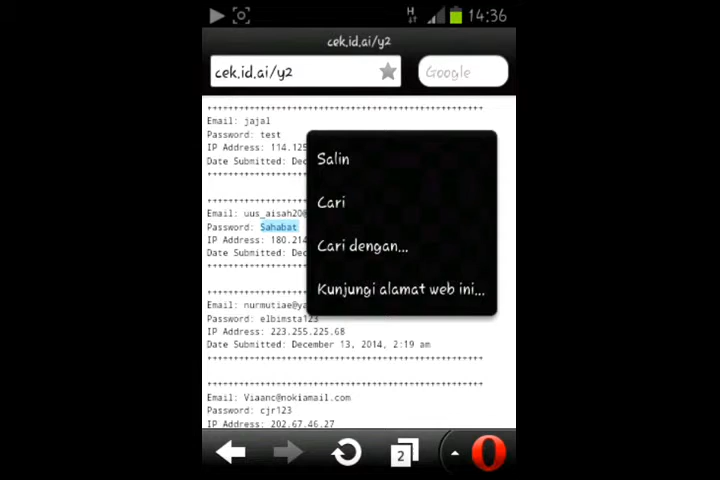 H
14:36
cek.id.ai/y2
cek.id.ai/y2
Google
++++++++++++++++++++++++++++++++++++++++++++++++++++
Email: jajal
Password: test
IP Address: 114.125
Date Submitted: Dec
++++++++++++++++++
Email: uus_aisah20@
Password: Sahabat
IP Address: 180.214
Date Submitted: Dec
++++++++++++++++++
Email: nurmutiae@ya
Password: elbimsta123
IP Address: 223.255.225.68
Date Submitted: December 13, 2014, 2:19 am
++++++++++++++++++++++++++++++++++++++++++++++++++++
++++++++++++++++++++++++++++++++++++++++++++++++++++
Email: Viaanc@nokiamail.com
Password: cjr123
IP Address: 202.67.46.27
Salin
Cari
Cari dengan...
Kunjungi alamat web ini...
2